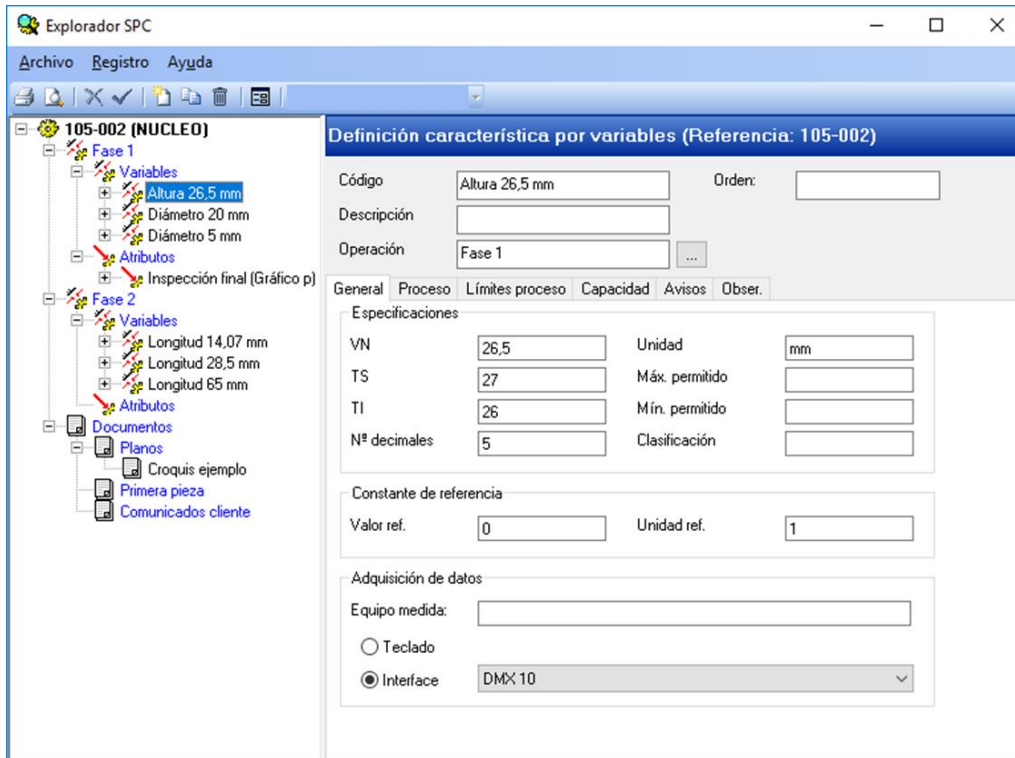 Explorador SPC
Archivo Registro Ayuda
105-002 (NUCLEO)
Fase 1
Variables
Altura 26,5 mm
Diámetro 20 mm
Diámetro 5 mm
Atributos
Inspección final (Gráfico p)
Fase 2
Variables
Longitud 14,07 mm
Longitud 28,5 mm
Longitud 65 mm
Atributos
Documentos
Planos
Croquis ejemplo
Primera pieza
Comunicados cliente
Definición característica por variables (Referencia: 105-002)
Código Altura 26,5 mm Orden:
Descripción
Operación Fase 1 ...
General Proceso Límites proceso Capacidad Avisos Obser.
Especificaciones
VN 26,5 Unidad mm
TS 27 Máx. permitido
TI 26 Mín. permitido
Nº decimales 5 Clasificación
Constante de referencia
Valor ref. 0 Unidad ref. 1
Adquisición de datos
Equipo medida:
Teclado
Interface DMX 10